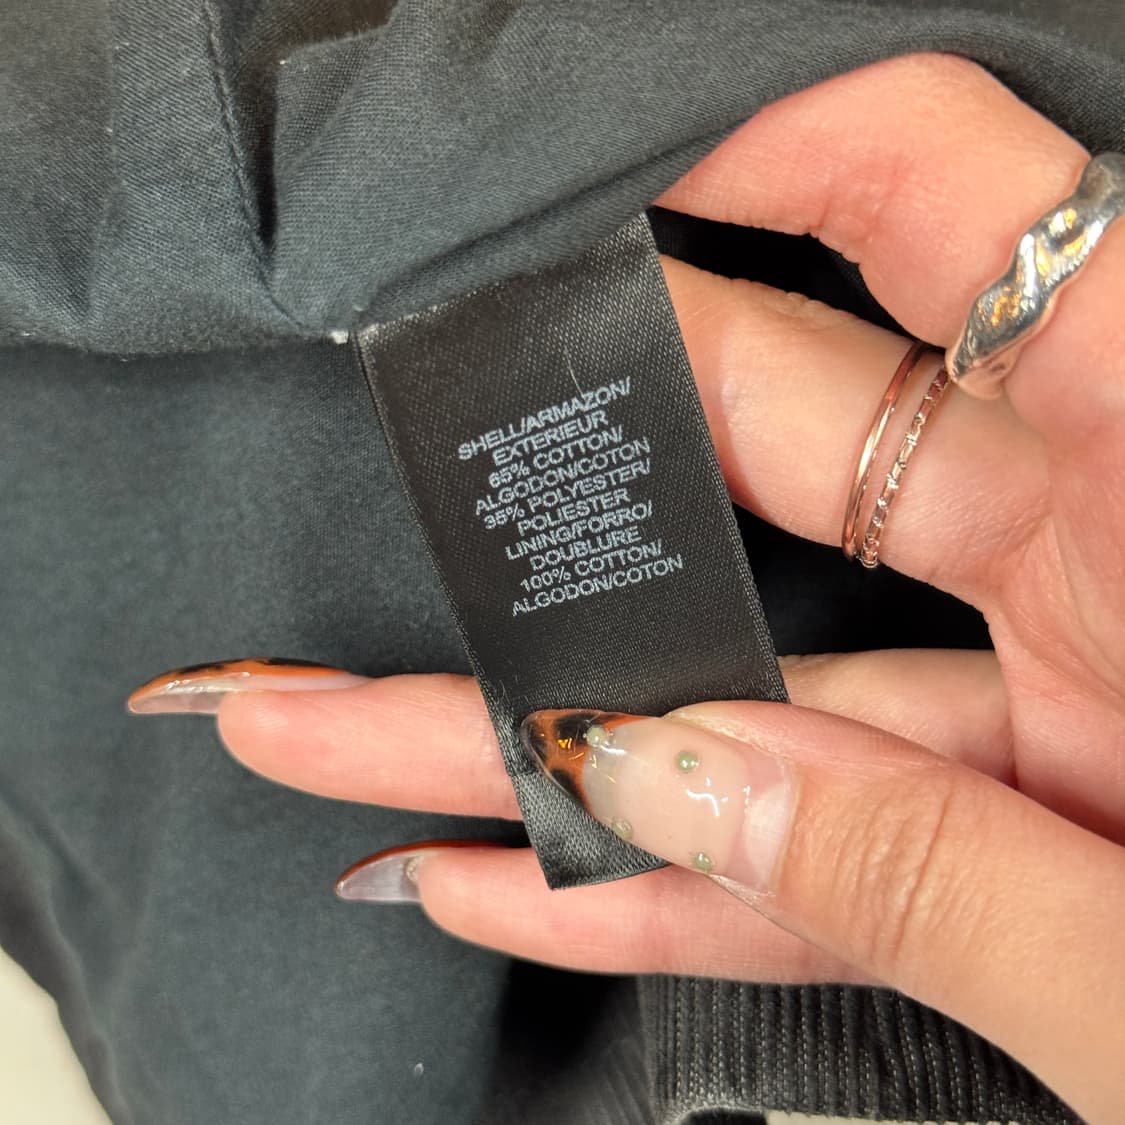 SHELL/ARMAZON/
EXTERIEUR
65% COTTON/
ALGODON/COTON
35% POLYESTER/
POLIESTER
LINING/FORRO/
DOUBLURE
100% COTTON/
ALGODON/COTON